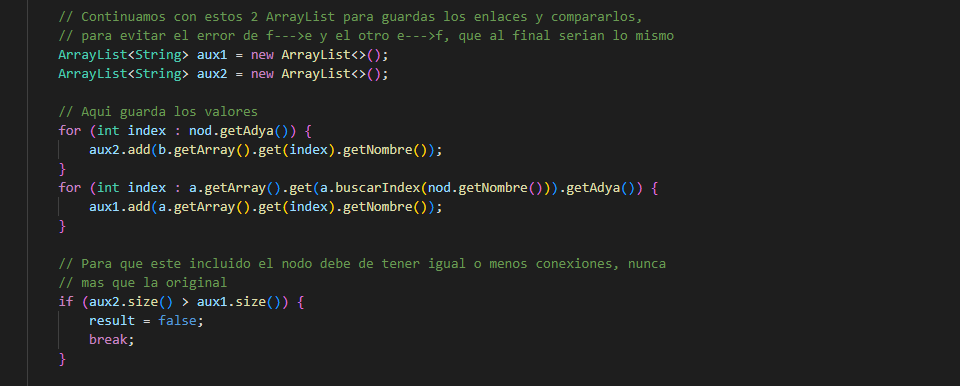 // Continuamos con estos 2 ArrayList para guardas los enlaces y compararlos,
// para evitar el error de f--->e y el otro e--->f, que al final serian lo mismo
ArrayList<String> aux1 = new ArrayList<>();
ArrayList<String> aux2 = new ArrayList<>();
// Aqui guarda los valores
for (int index : nod.getAdya()) {
aux2.add(b.getArray().get(index).getNombre());
}
for (int index : a.getArray().get(a.buscarIndex(nod.getNombre())).getAdya()) {
aux1.add(a.getArray().get(index).getNombre());
}
// Para que este incluido el nodo debe de tener igual o menos conexiones, nunca
// mas que la original
if (aux2.size() > aux1.size()) {
result = false;
break;
}